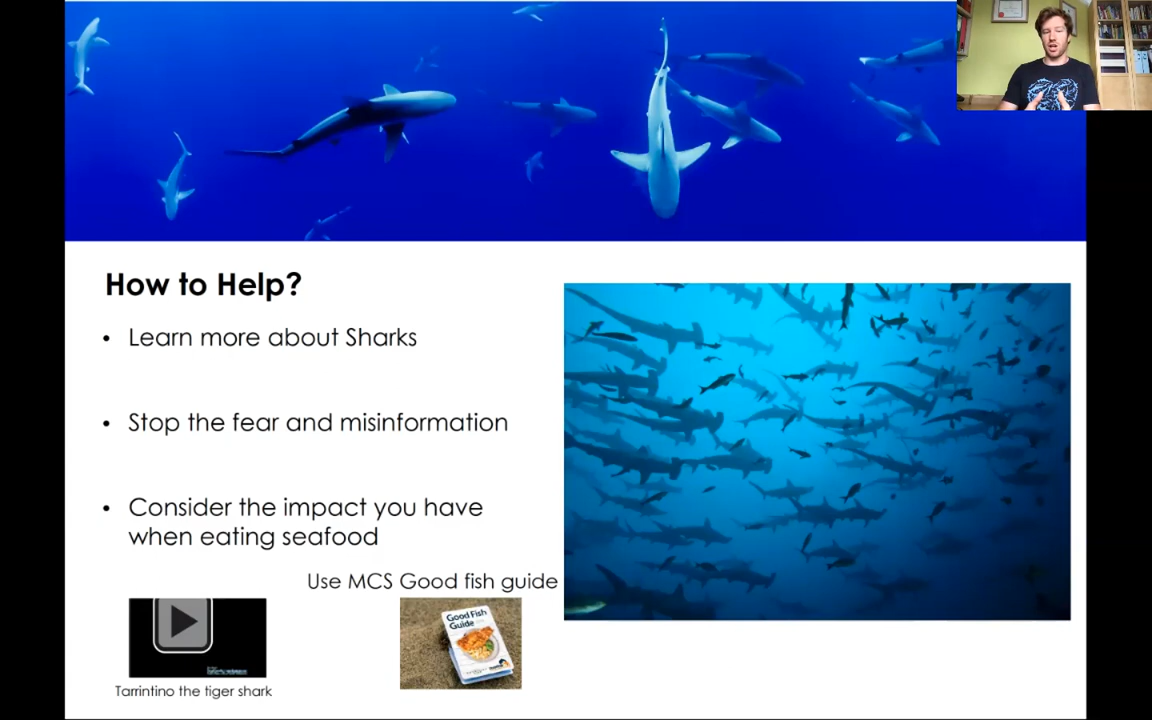 How to Help?
• Learn more about Sharks
• Stop the fear and misinformation
• Consider the impact you have
when eating seafood
Use MCS Good fish guide
Good Fish
Guide
Tarrintino the tiger shark